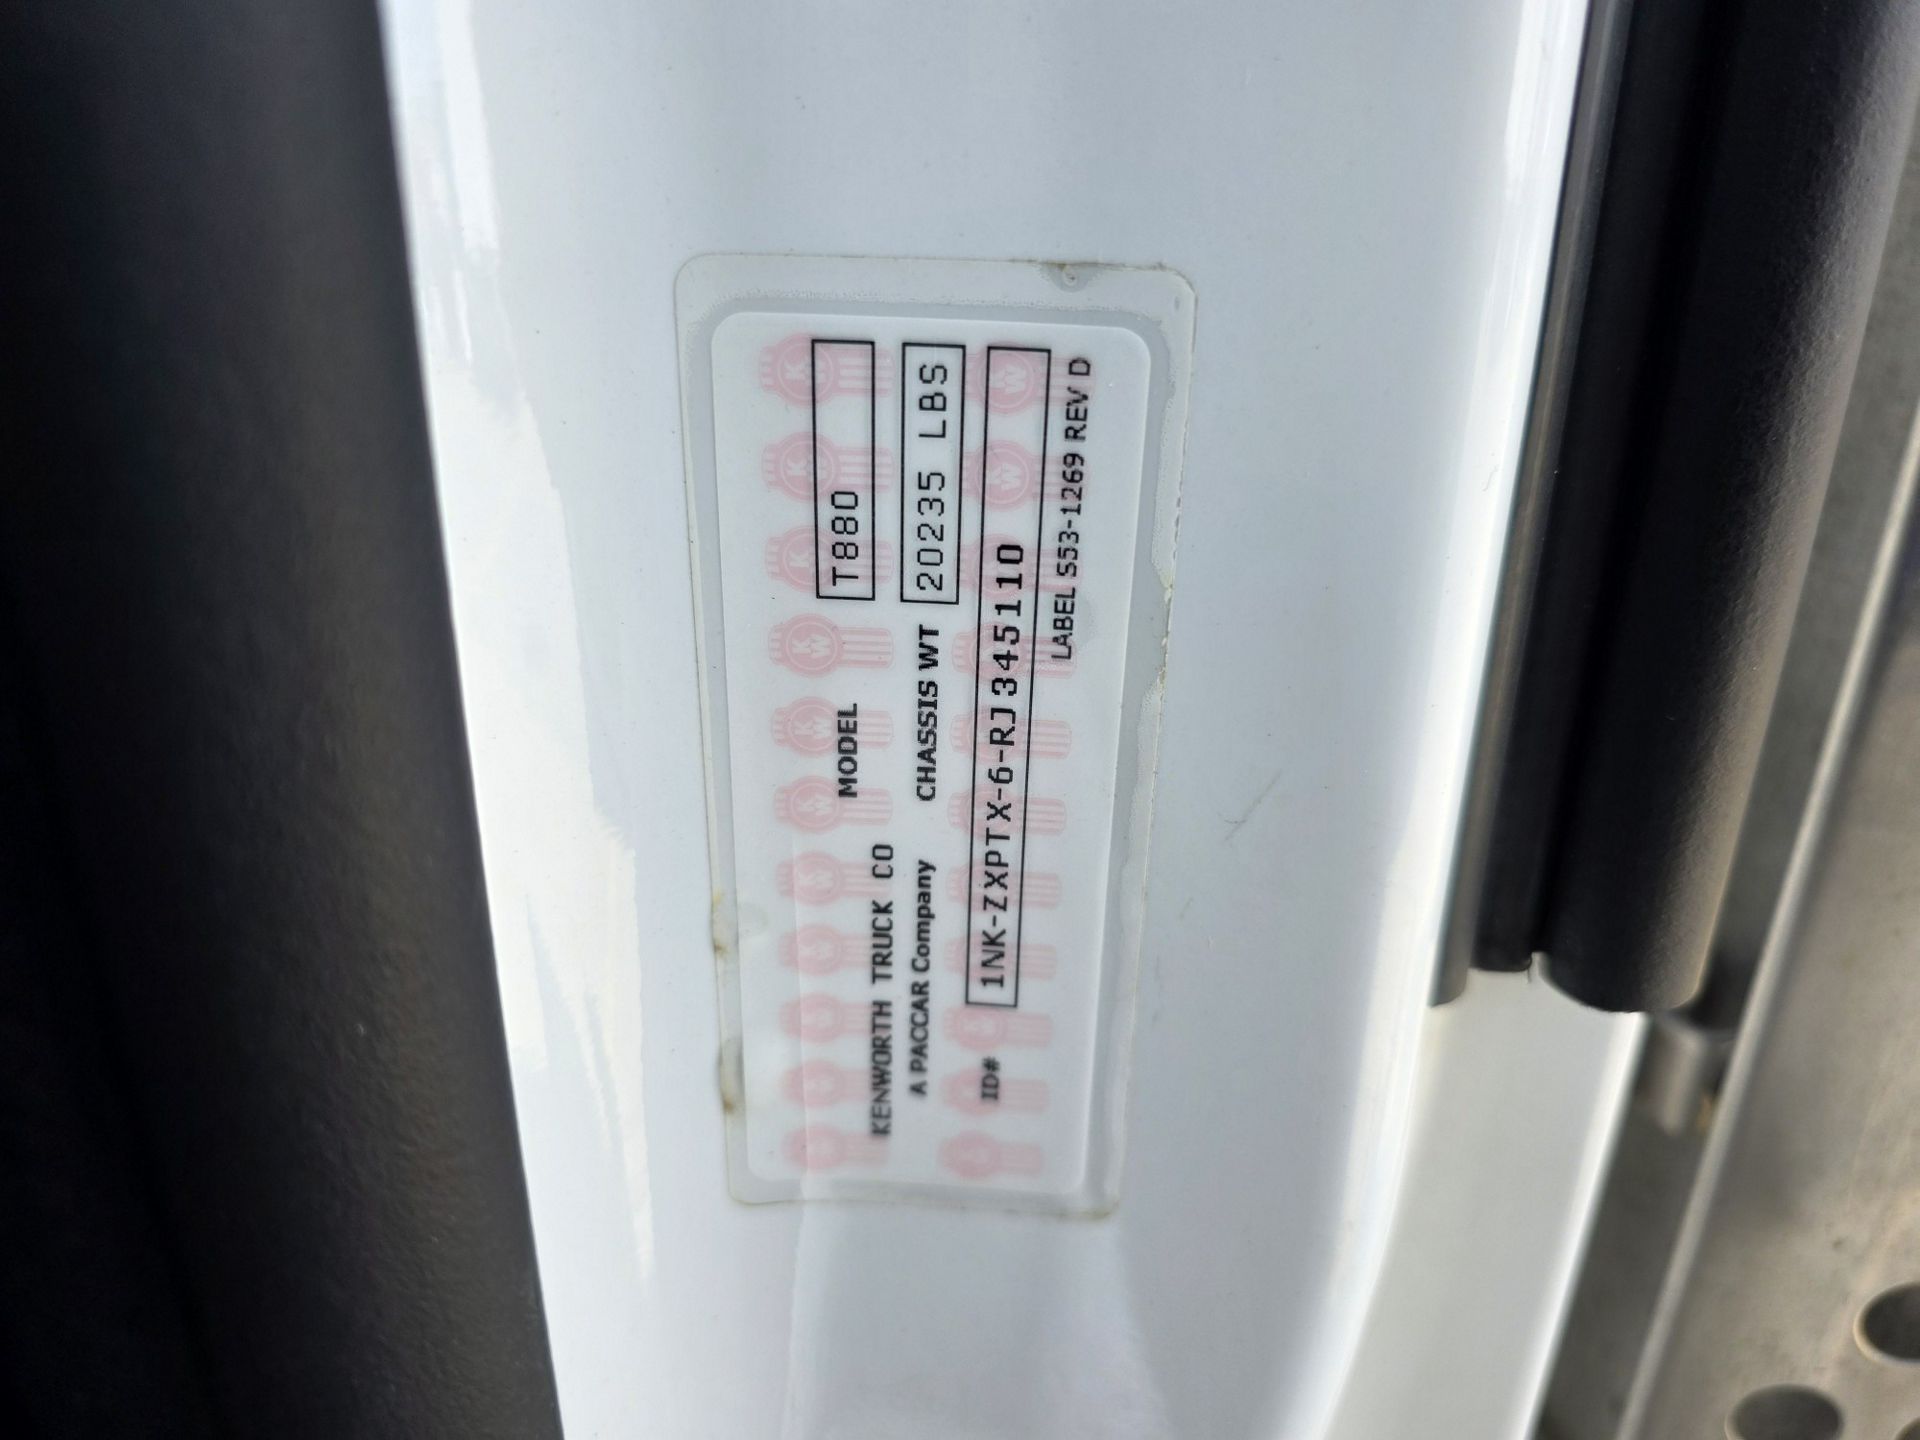 KENWORTH TRUCK CO MODEL T880
A PACCAR Company CHASSIS WT 20235 LBS
ID# 1NK-ZXPTX-6-RJ345110
LABEL S53-1269 REV D